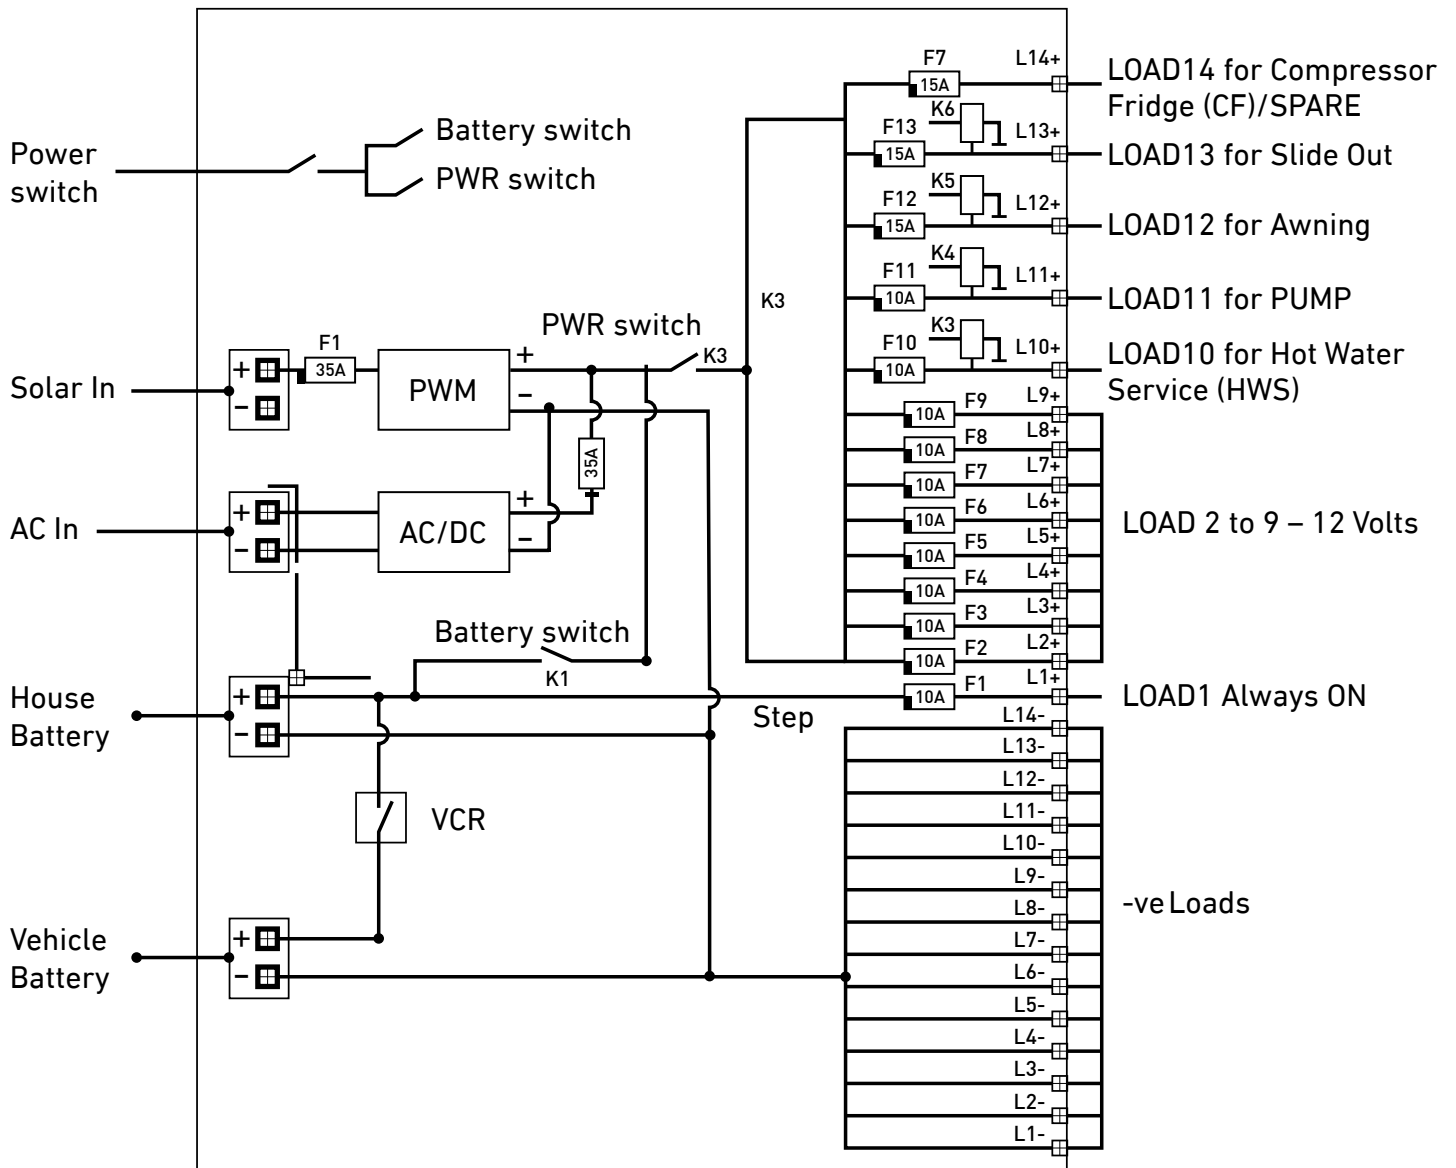 F7
L14+
15A
LOAD14 for Compressor
Fridge (CF)/SPARE
K6
F13
L13+
15A
LOAD13 for Slide Out
Battery switch
Power
switch
PWR switch
K5
F12
L12+
15A
LOAD12 for Awning
K4
F11
L11+
10A
LOAD11 for PUMP
K3
PWR switch
K3
F10
L10+
10A
LOAD10 for Hot Water
Service (HWS)
K3
F1
35A
Solar In
+
-
PWM
+
-
35A
10A
F9
L9+
10A
F8
L8+
10A
F7
L7+
10A
F6
L6+
10A
F5
L5+
10A
F4
L4+
10A
F3
L3+
10A
F2
L2+
LOAD 2 to 9 – 12 Volts
AC In
+
-
AC/DC
+
-
Battery switch
K1
House
Battery
+
-
10A
F1
L1+
LOAD1 Always ON
Step
VCR
Vehicle
Battery
+
-
L14-
L13-
L12-
L11-
L10-
L9-
L8-
L7-
L6-
L5-
L4-
L3-
L2-
L1-
-ve Loads